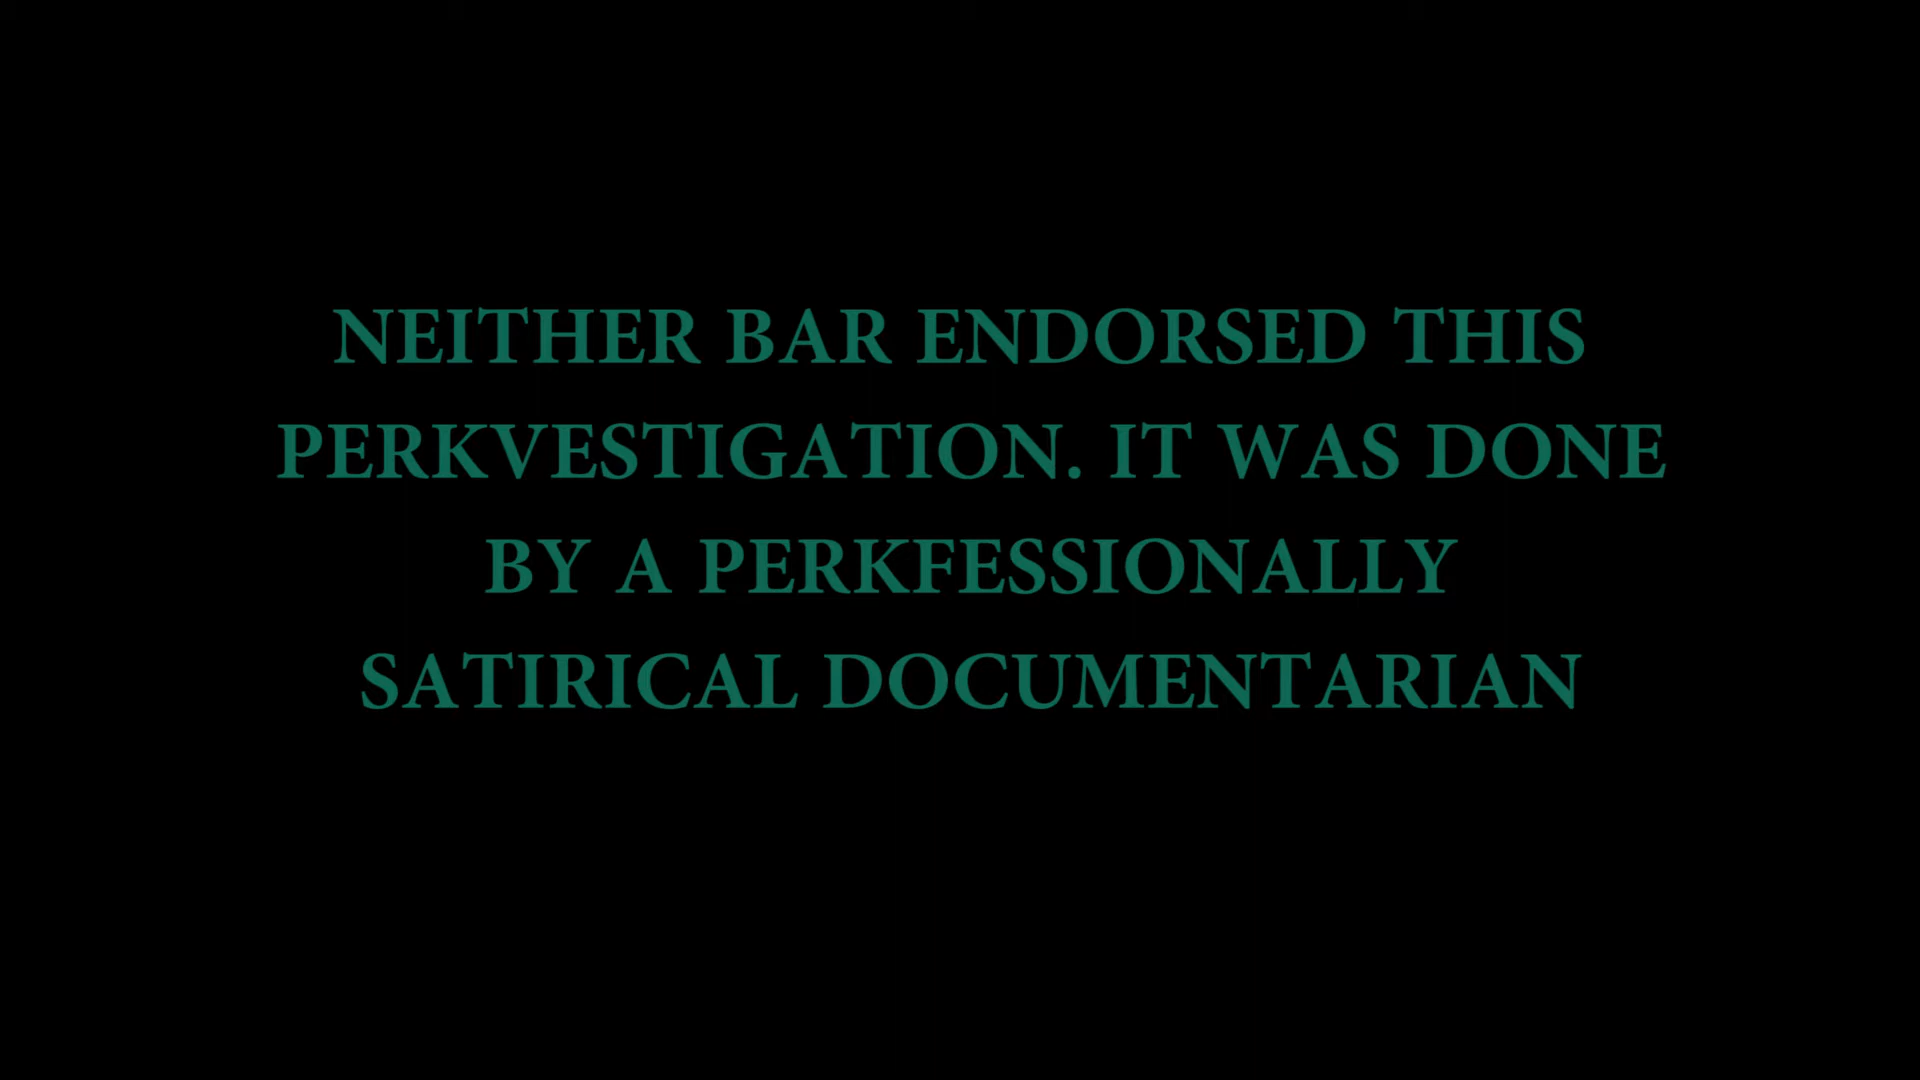 NEITHER BAR ENDORSED THIS
PERKVESTIGATION. IT WAS DONE
BY A PERKFESSIONALLY
SATIRICAL DOCUMENTARIAN